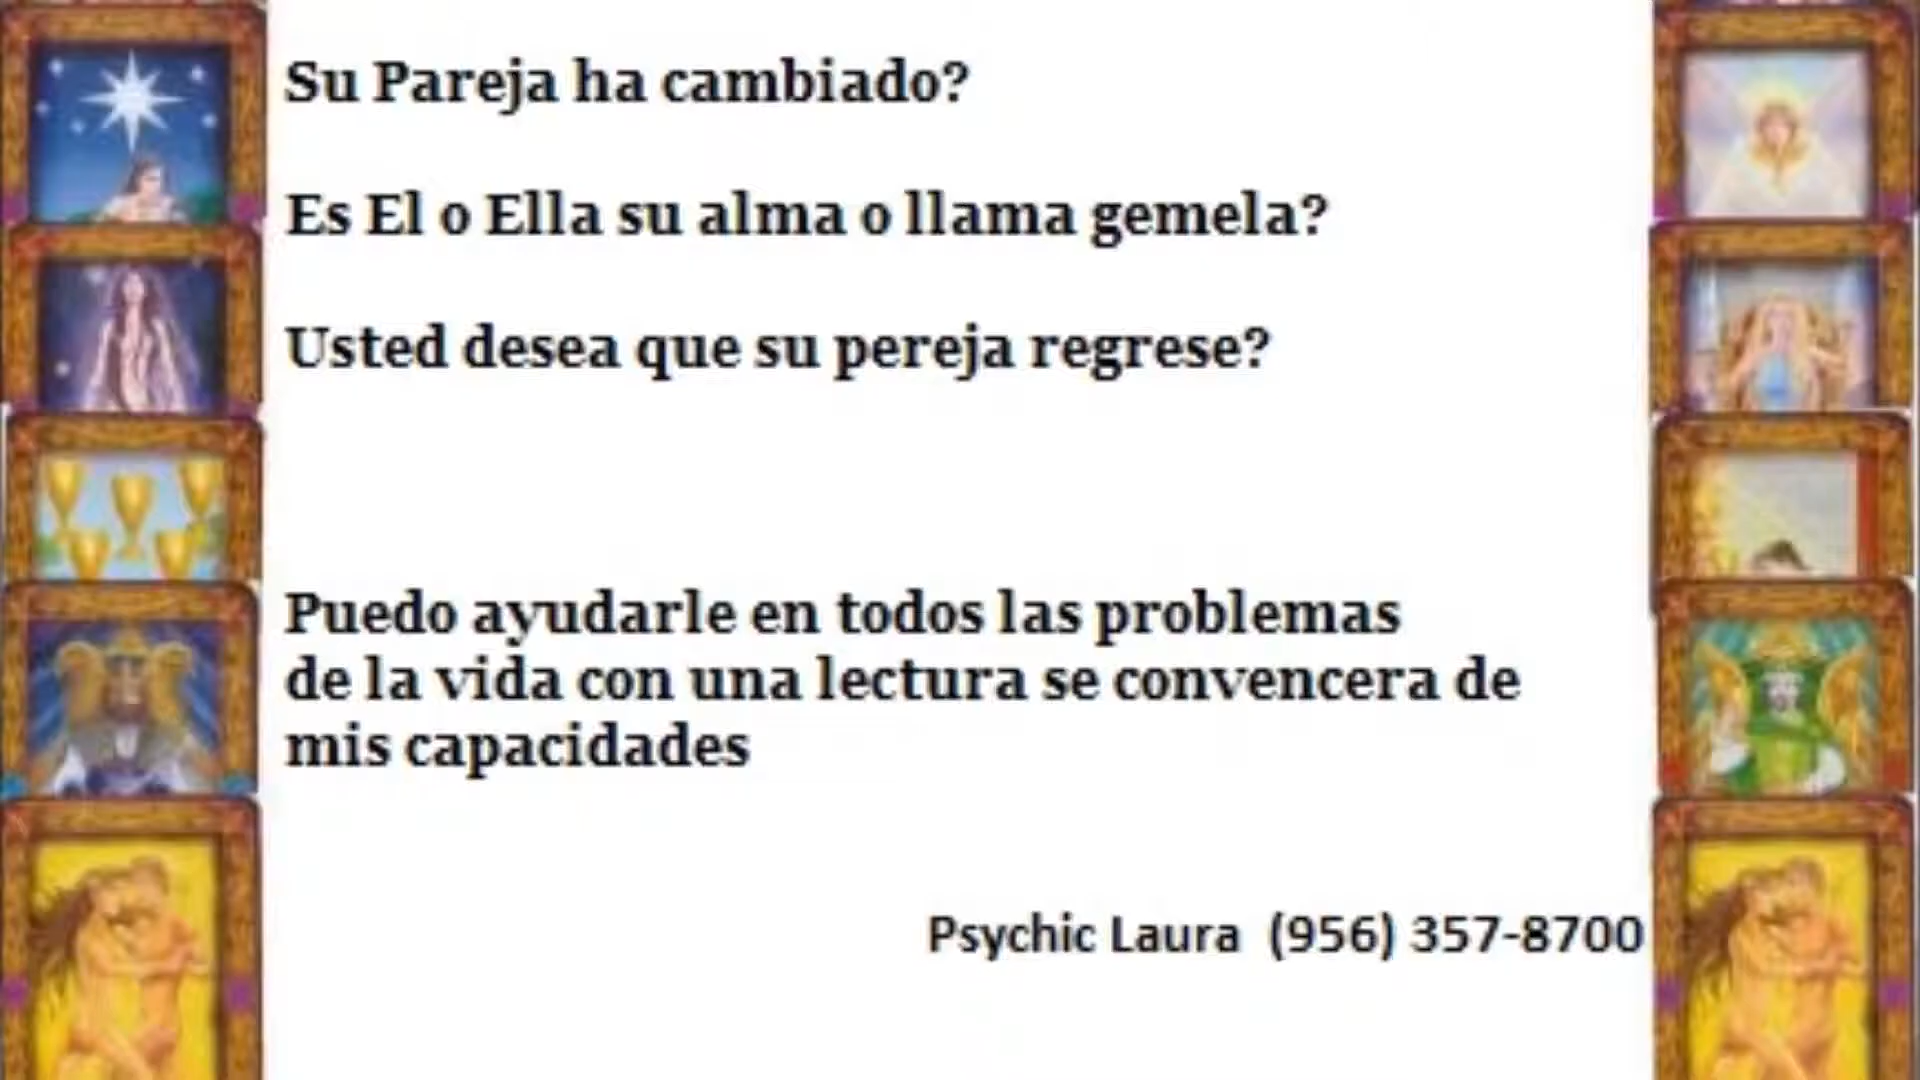 Su Pareja ha cambiado?
Es El o Ella su alma o llama gemela?
Usted desea que su pereja regrese?
Puedo ayudarle en todos las problemas
de la vida con una lectura se convencera de
mis capacidades
Psychic Laura (956) 357-8700